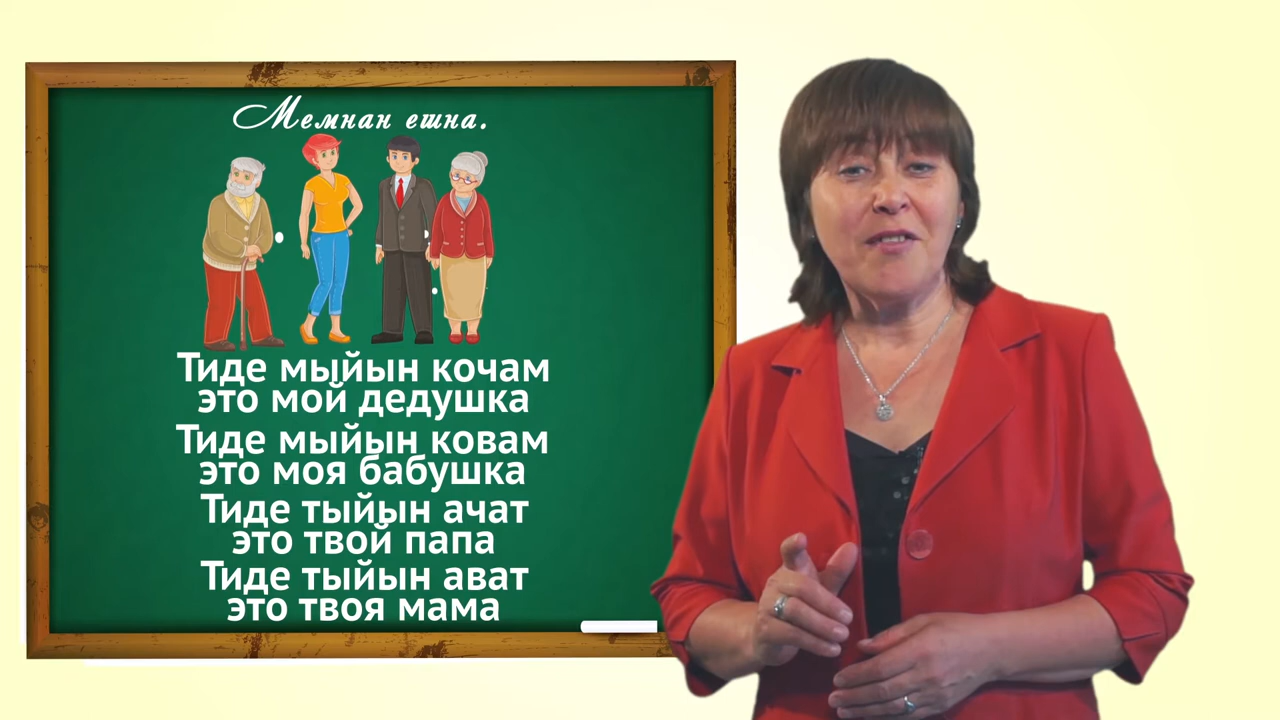 Мемнан ешна.
Тиде мыйын кочам
это мой дедушка
Тиде мыйын ковам
это моя бабушка
Тиде тыйын ачат
это твой папа
Тиде тыйын ават
это твоя мама